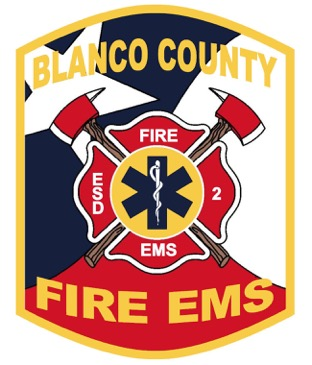 BLANCO COUNTY
FIRE
ESD 2
EMS
FIRE EMS